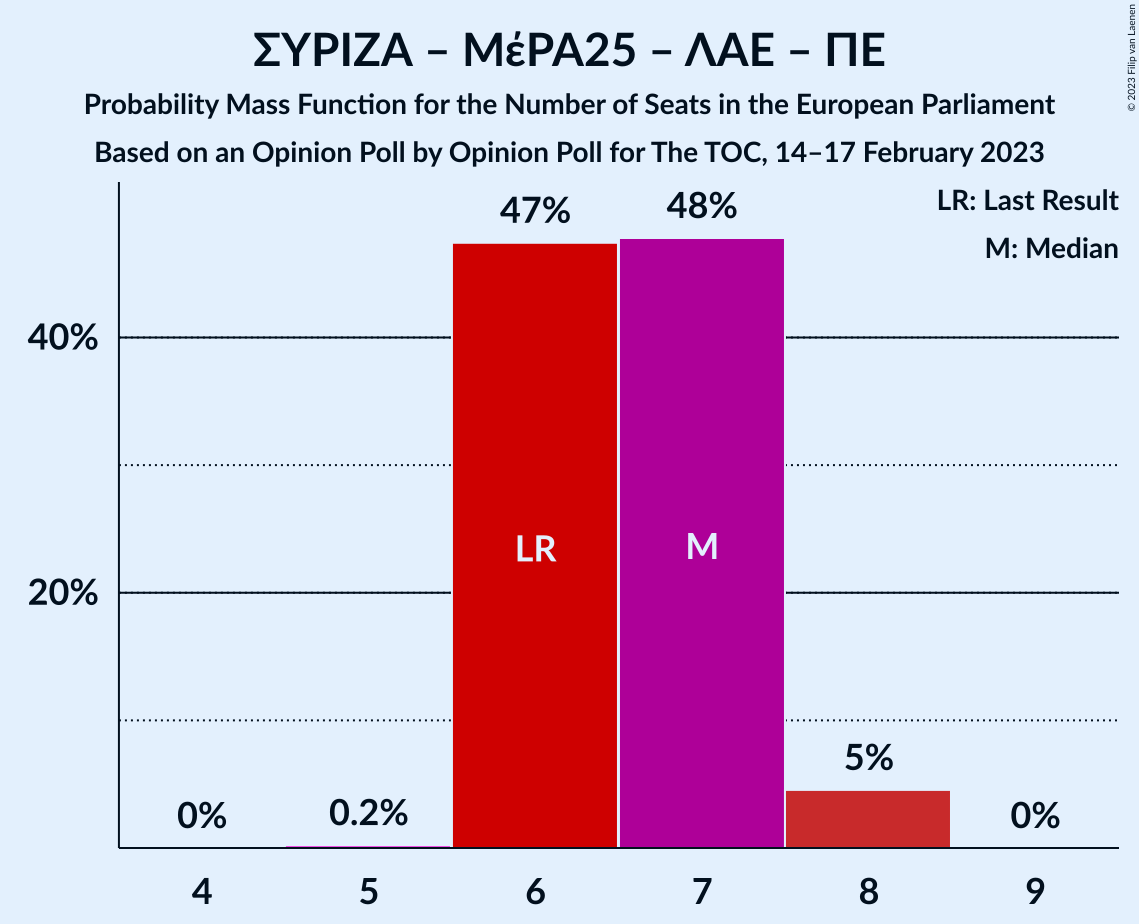 ΣΥΡΙΖΑ – ΜέΡΑ25 – ΛΑΕ – ΠΕ
Probability Mass Function for the Number of Seats in the European Parliament
Based on an Opinion Poll by Opinion Poll for The TOC, 14–17 February 2023
© 2023 Filip van Laenen
LR: Last Result
M: Median
40%
20%
0%
0.2%
47%
48%
5%
0%
LR
M
4
5
6
7
8
9